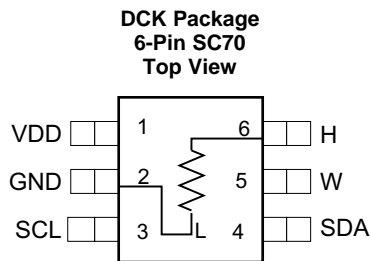 DCK Package
6-Pin SC70
Top View
VDD 1 6 H
GND 2 5 W
SCL 3 L 4 SDA